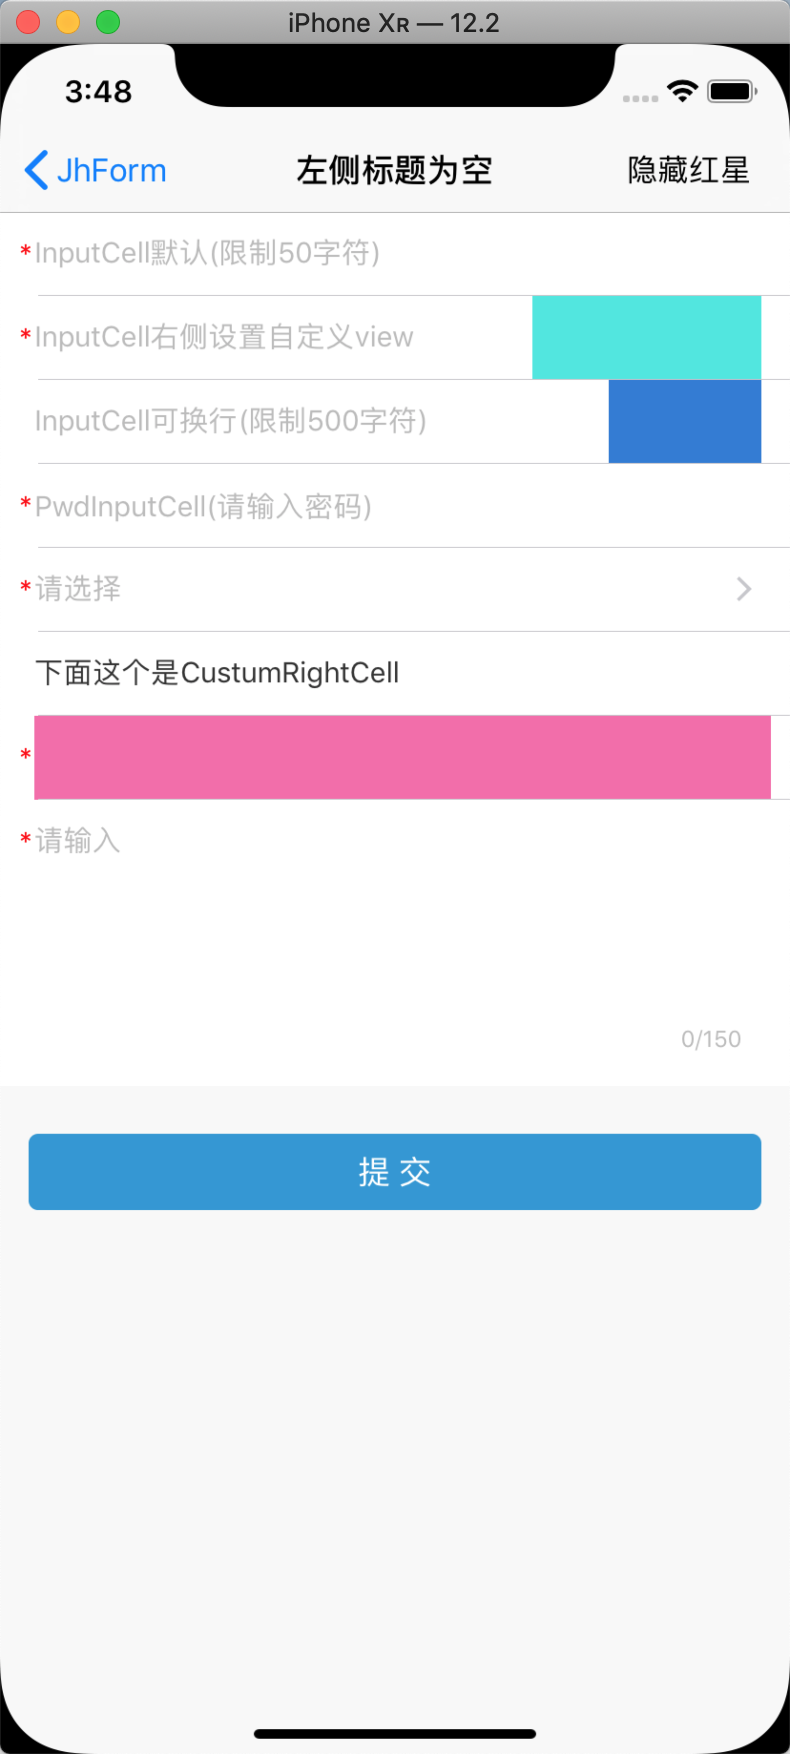 iPhone Xʀ — 12.2
3:48
JhForm 左侧标题为空 隐藏红星
*InputCell默认(限制50字符)
*InputCell右侧设置自定义view
InputCell可换行(限制500字符)
*PwdInputCell(请输入密码)
*请选择
下面这个是CustumRightCell
*
*请输入
0/150
提 交